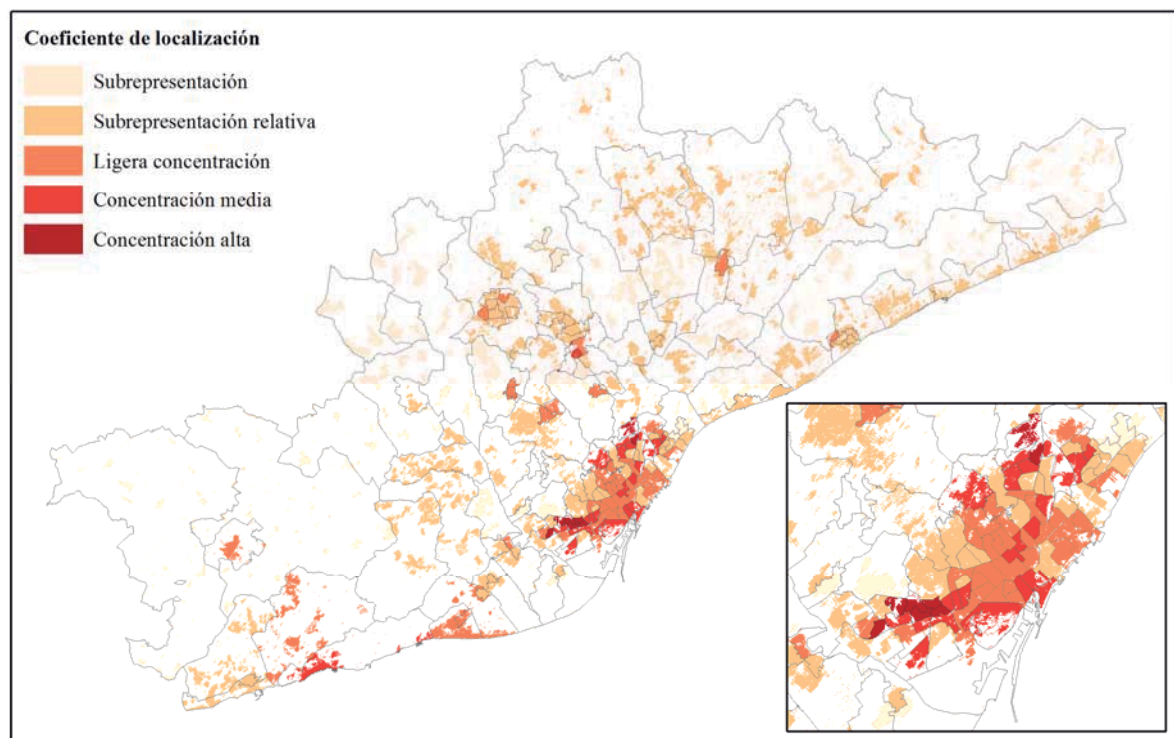 Coeficiente de localización
Subrepresentación
Subrepresentación relativa
Ligera concentración
Concentración media
Concentración alta